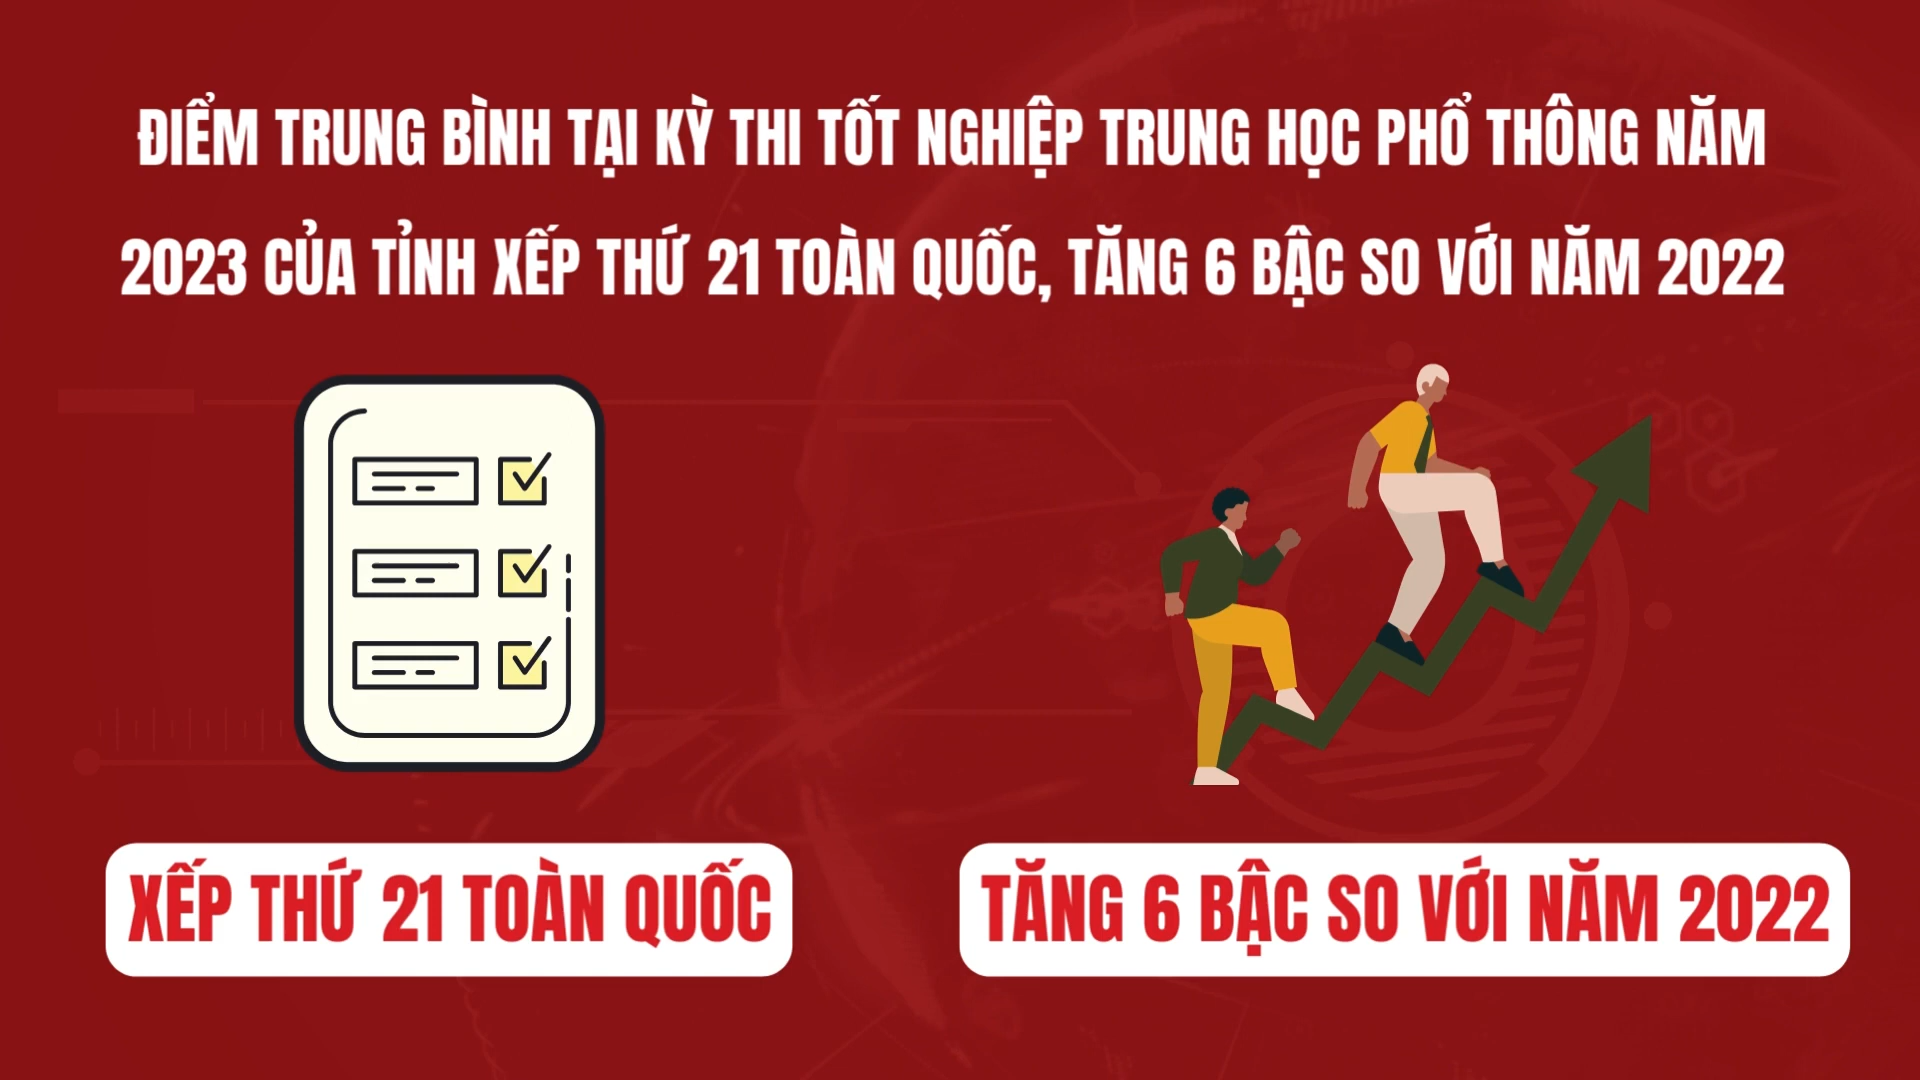 ĐIỂM TRUNG BÌNH TẠI KỲ THI TỐT NGHIỆP TRUNG HỌC PHỔ THÔNG NĂM
2023 CỦA TỈNH XẾP THỨ 21 TOÀN QUỐC, TĂNG 6 BẬC SO VỚI NĂM 2022
XẾP THỨ 21 TOÀN QUỐC
TĂNG 6 BẬC SO VỚI NĂM 2022